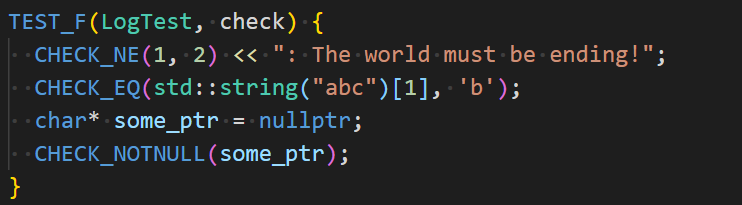 TEST_F(LogTest, check) {
  CHECK_NE(1, 2) << ": The world must be ending!";
  CHECK_EQ(std::string("abc")[1], 'b');
  char* some_ptr = nullptr;
  CHECK_NOTNULL(some_ptr);
}